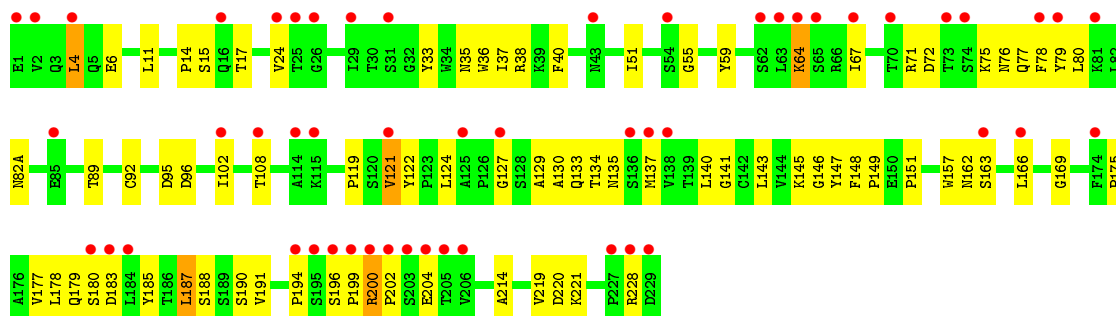 E1 V2 Q3 L4 Q5 E6 L11 P14 S15 Q16 T17 V24 T25 G26 I29 T30 S31 G32 Y33 W34 N35 W36 I37 R38 K39 F40 N43 I51 S54 G55 Y59 S62 L63 K64 S65 R66 I67 T70 R71 D72 T73 S74 K75 N76 Q77 F78 Y79 L80 K81 L82
N82A E85 T89 C92 D95 D96 I102 T108 A114 K115 P119 S120 V121 Y122 P123 L124 A125 P126 G127 S128 A129 A130 Q133 T134 N135 S136 M137 V138 T139 L140 G141 C142 L143 V144 K145 G146 Y147 F148 P149 E150 P151 W157 N162 S163 L166 G169 F174 P175
A176 V177 L178 Q179 S180 D183 L184 Y185 T186 L187 S188 S189 S190 V191 P194 S195 S196 P199 R200 P202 S203 E204 T205 V206 A214 V219 D220 K221 P227 R228 D229